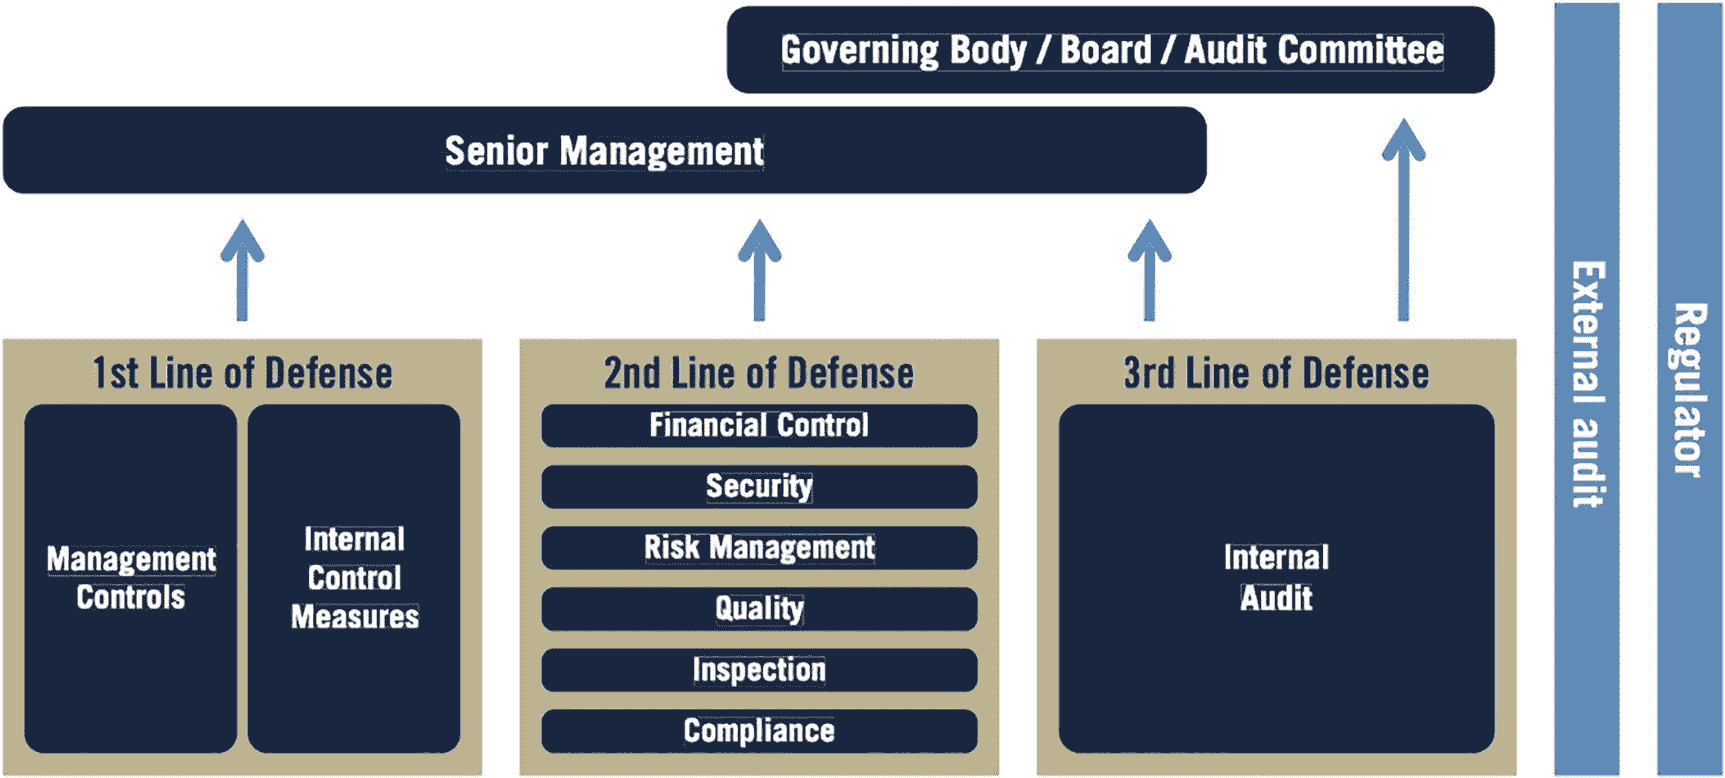 Governing Body / Board / Audit Committee
Senior Management
1st Line of Defense
Management
Controls
Internal
Control
Measures
2nd Line of Defense
Financial Control
Security
Risk Management
Quality
Inspection
Compliance
3rd Line of Defense
Internal
Audit
External audit
Regulator